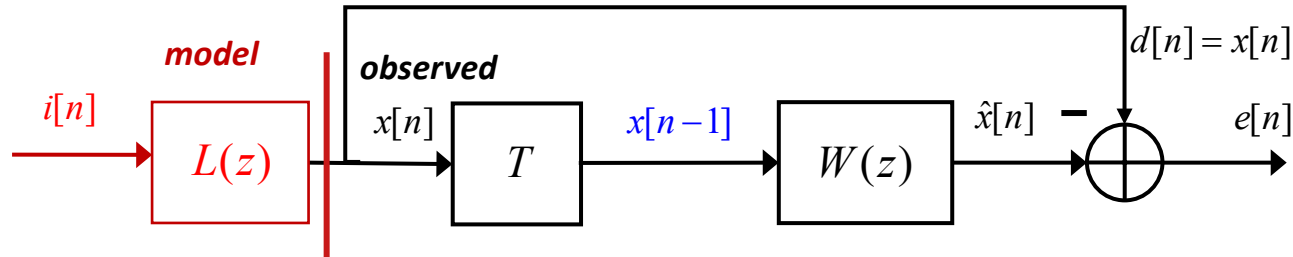 model
observed
d[n] = x[n]
i[n]
L(z)
x[n]
T
x[n−1]
W(z)
x̂[n]
−
e[n]